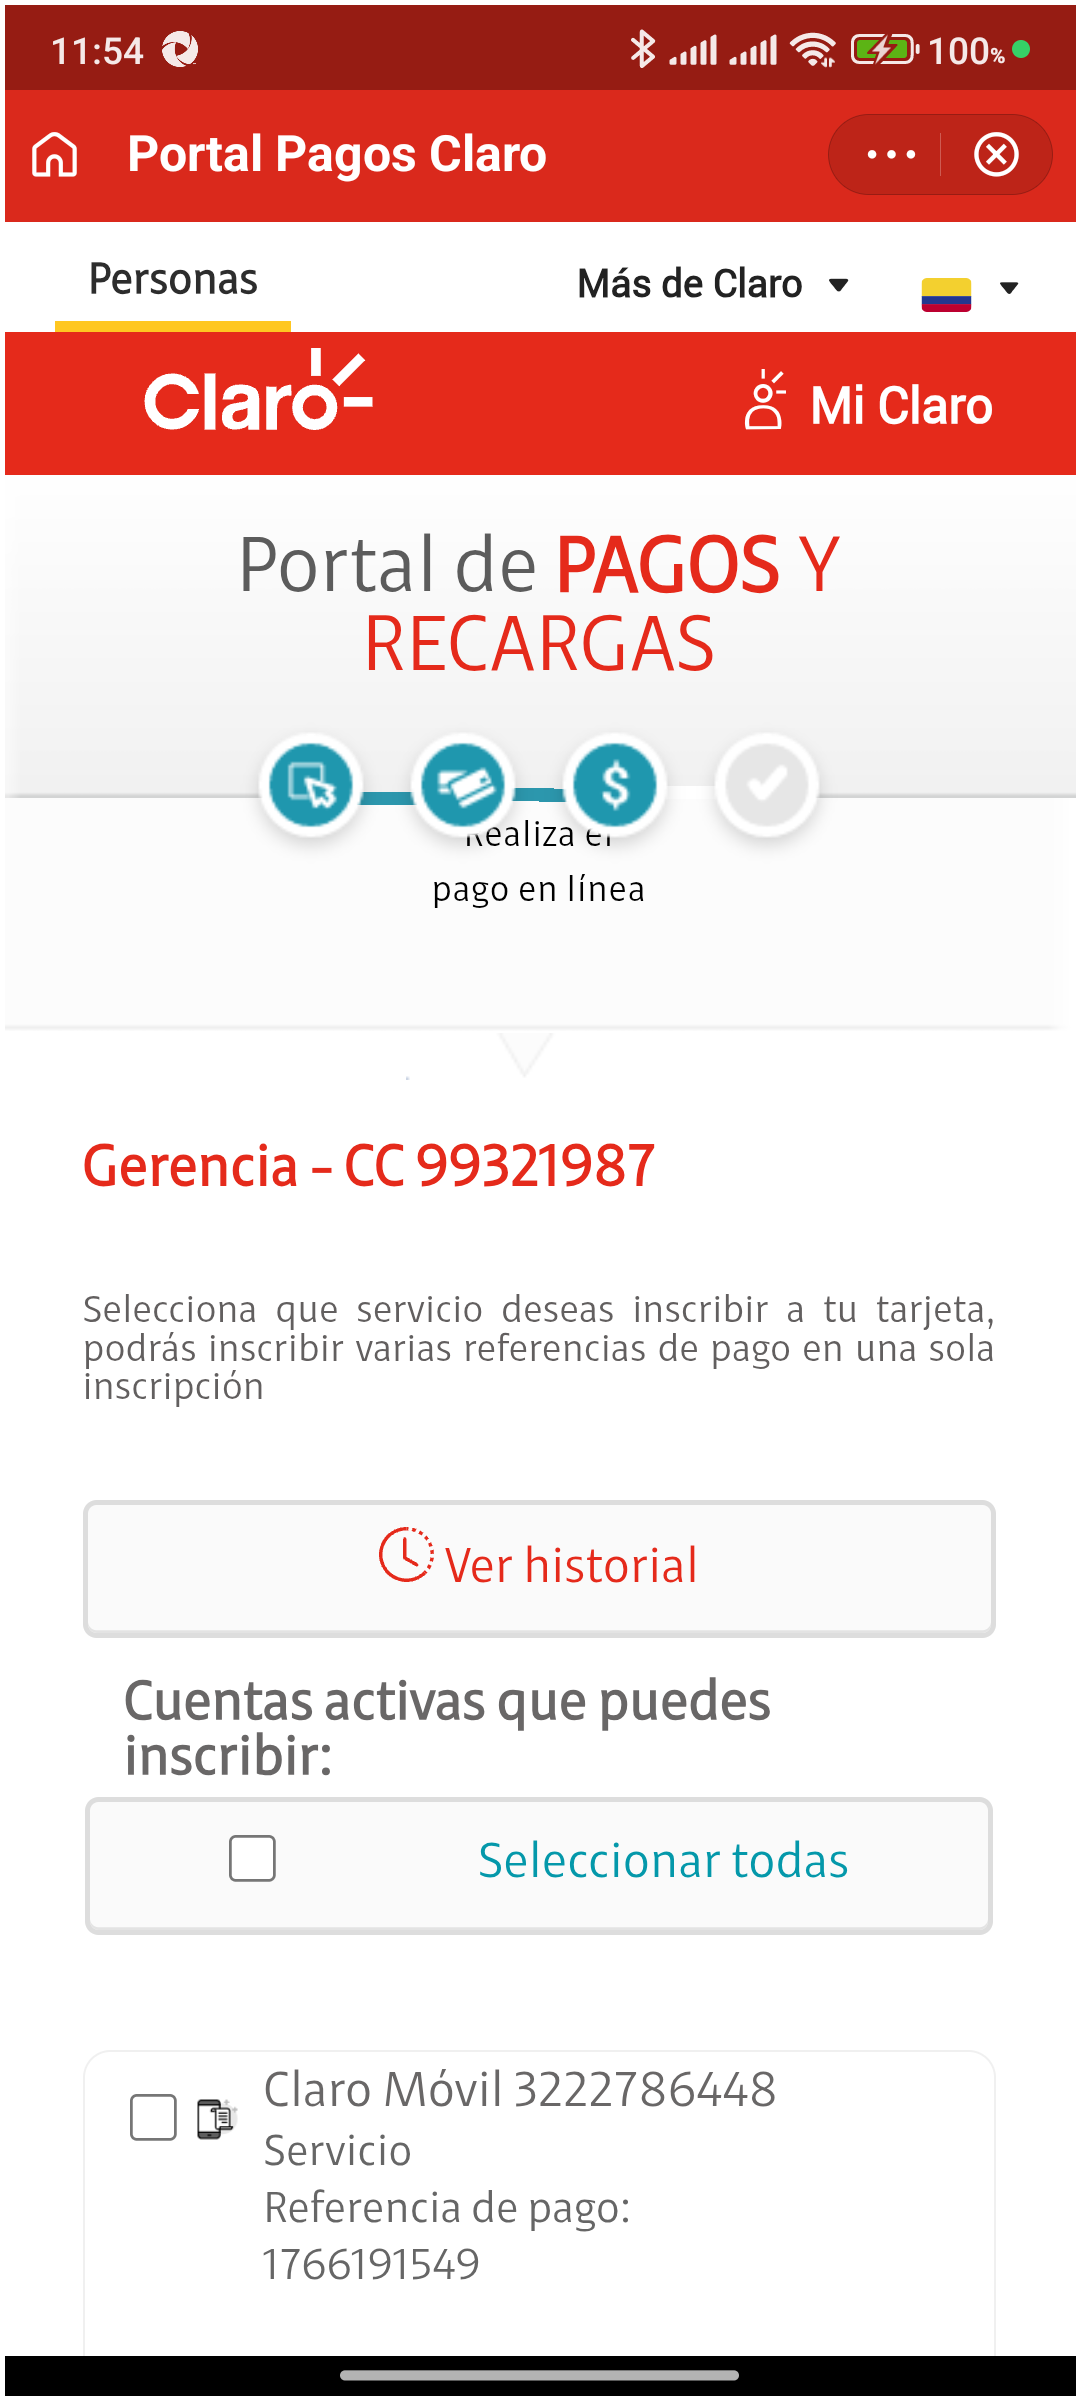 11:54
100%
Portal Pagos Claro
Personas
Más de Claro
Claro
Mi Claro
Portal de PAGOS Y
RECARGAS
Realiza el
pago en línea
Gerencia - CC 99321987
Selecciona que servicio deseas inscribir a tu tarjeta,
podrás inscribir varias referencias de pago en una sola
inscripción
Ver historial
Cuentas activas que puedes
inscribir:
Seleccionar todas
Claro Móvil 3222786448
Servicio
Referencia de pago:
1766191549